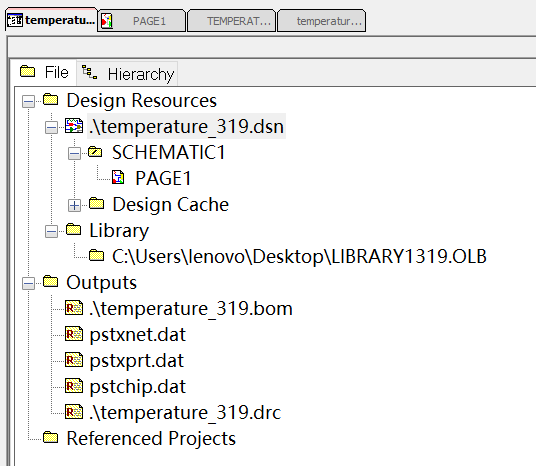 temperatu... PAGE1 TEMPERAT... temperatur...
File Hierarchy
Design Resources
.\temperature_319.dsn
SCHEMATIC1
PAGE1
Design Cache
Library
C:\Users\lenovo\Desktop\LIBRARY1319.OLB
Outputs
.\temperature_319.bom
pstxnet.dat
pstxprt.dat
pstchip.dat
.\temperature_319.drc
Referenced Projects